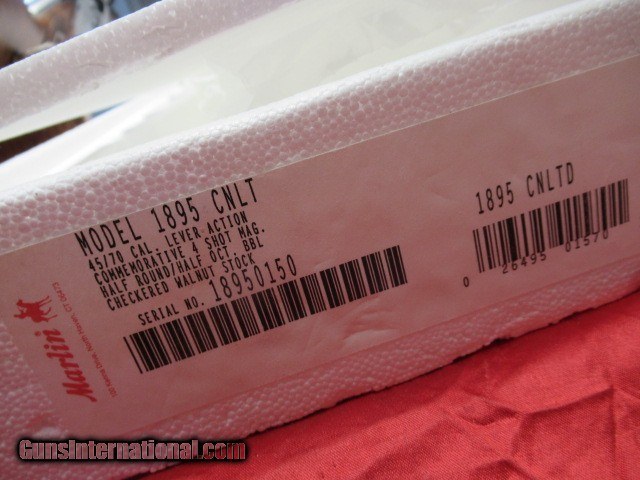 MODEL 1895 CNLT
45/70 CAL. LEVER ACTION
COMMEMORATIVE 4 SHOT MAG.
HALF ROUND/HALF OCT. BBL
CHECKERED WALNUT STOCK
SERIAL NO. 18950150
1895 CNLTD
0 26495 01570
Marlin
GunsInternational.com